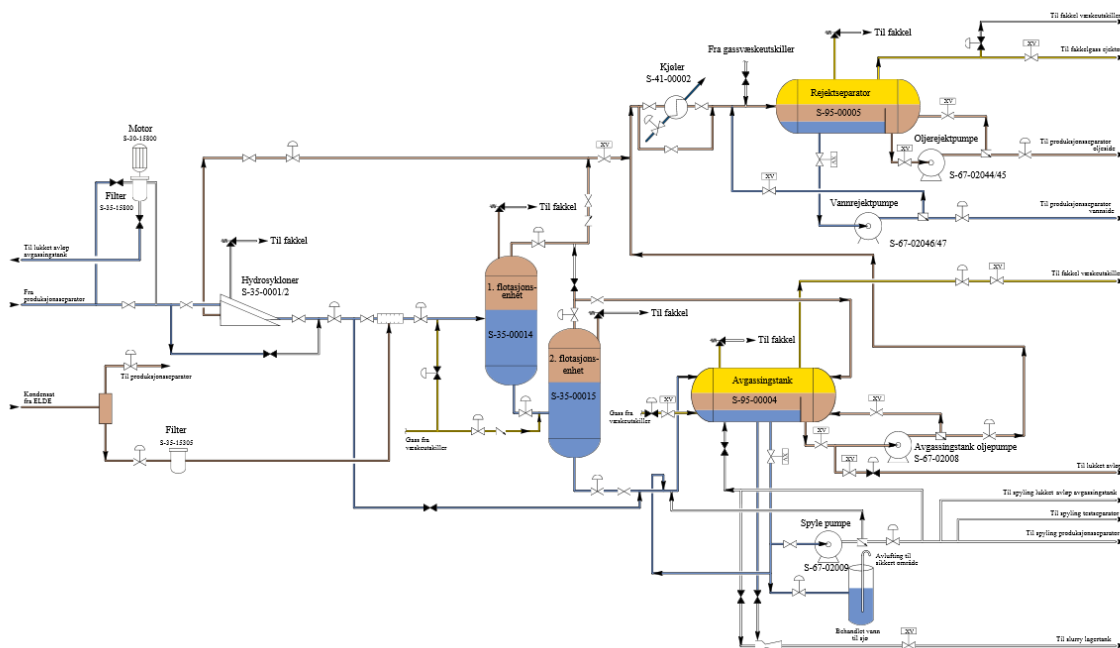 Til fakkel væskeutskiller
Til fakkel
Til fakkelgass ejektor
Fra gassvæskeutskiller
XV
XV
Kjøler
S-41-00002
Rejektseparator
S-95-00005
XV
XV
Oljerejektpumpe
XV
Til produksjonsseparator
oljeside
S-67-02044/45
XV
XV
Vannrejektpumpe
Til produksjonsseparator
vannside
S-67-02046/47
Motor
S-30-15800
Filter
S-35-15800
Til lukket avløp
avgassingstank
Til fakkel
Til fakkel
Hydrosykloner
S-35-0001/2
Fra
produksjonsseparator
1. flotasjons-
enhet
S-35-00014
Til fakkel
2. flotasjons-
enhet
S-35-00015
XV
Til fakkel væskeutskiller
Til fakkel
Avgassingstank
S-95-00004
Til produksjonsseparator
Kondensat
fra ELDE
Filter
S-35-15305
Gass fra
væskeutskiller
Gass fra
væskeutskiller
XV
XV
XV
Avgassingstank oljepumpe
S-67-02008
XV
XV
Til lukket avløp
Til spyling lukket avløp avgassingstank
Til spyling testseparator
Til spyling produksjonsseparator
Spyle pumpe
S-67-02009
Avlufting til
sikkert område
Behandlet vann
til sjø
XV
Til slurry lagertank